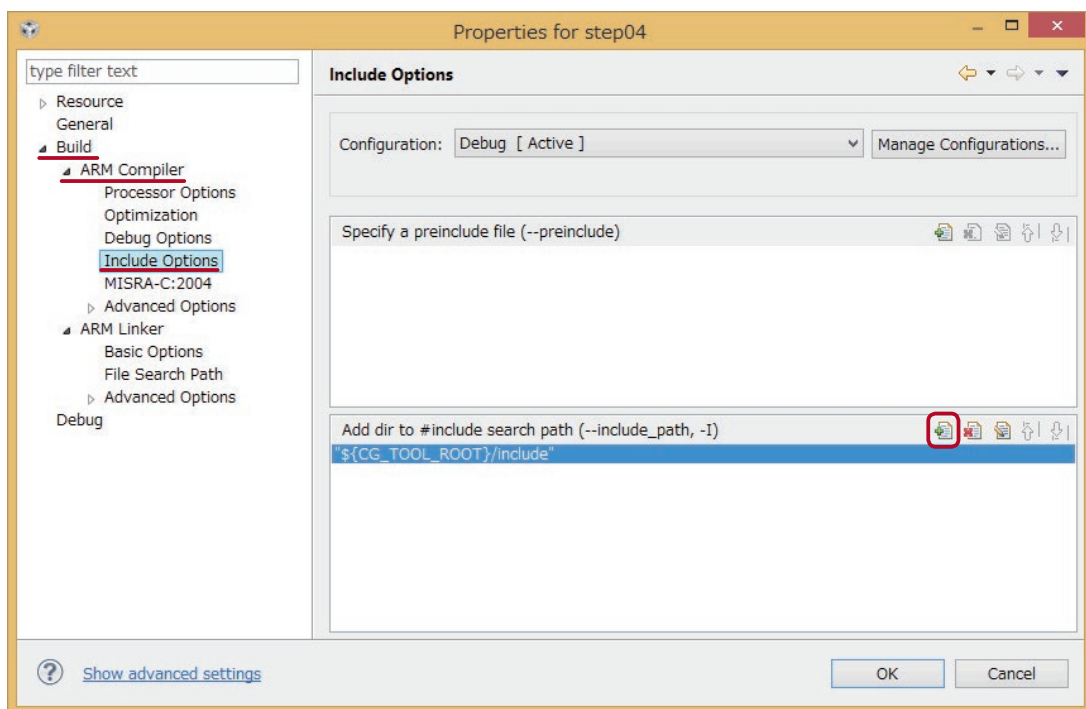 Properties for step04
type filter text
Resource
General
Build
ARM Compiler
Processor Options
Optimization
Debug Options
Include Options
MISRA-C:2004
Advanced Options
ARM Linker
Basic Options
File Search Path
Advanced Options
Debug
Include Options
Configuration: Debug [ Active ] Manage Configurations...
Specify a preinclude file (--preinclude)
Add dir to #include search path (--include_path, -I)
"${CG_TOOL_ROOT}/include"
Show advanced settings
OK Cancel